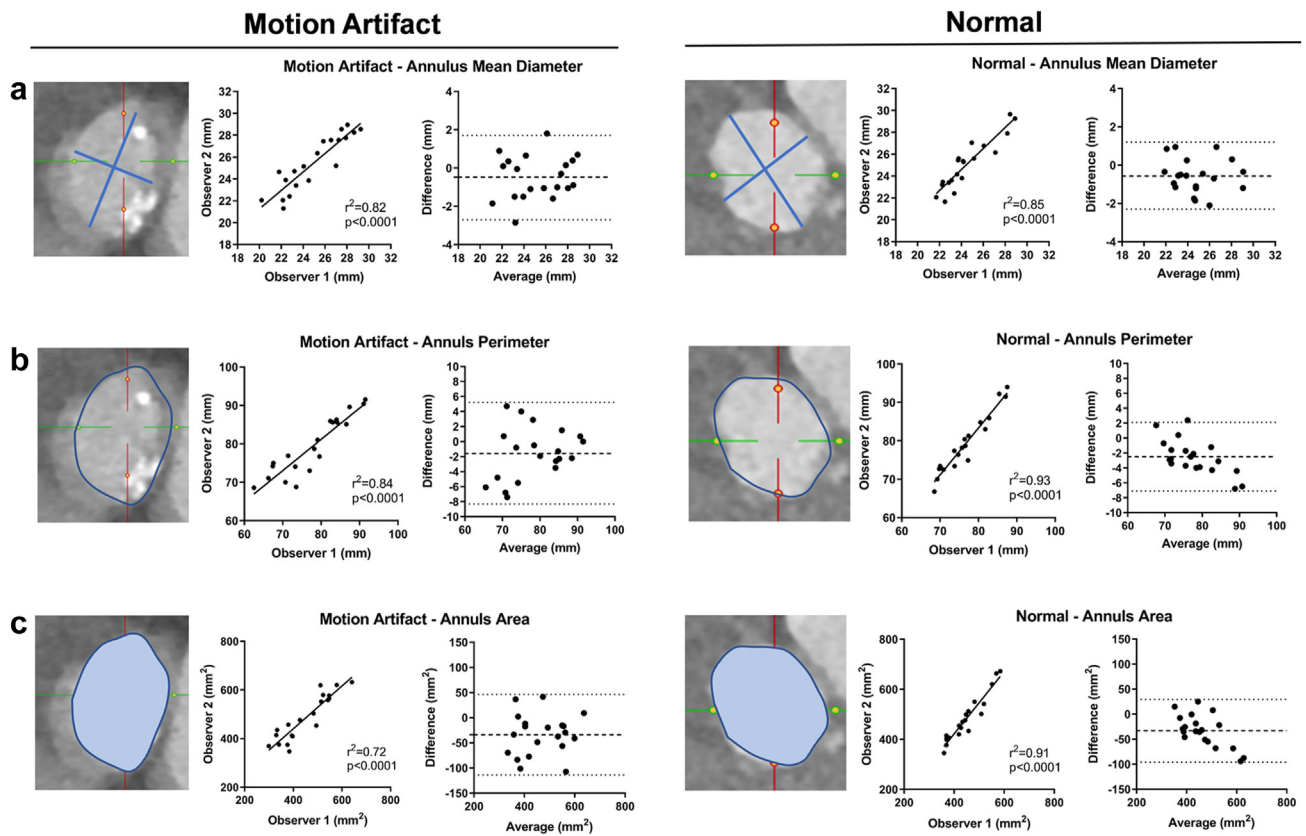 Motion Artifact
Normal
a
Motion Artifact - Annulus Mean Diameter
Observer 2 (mm)
32
30
28
26
24
22
20
18
18 20 22 24 26 28 30 32
Observer 1 (mm)
r²=0.82
p<0.0001
Difference (mm)
4
2
0
-2
-4
18 20 22 24 26 28 30 32
Average (mm)
Normal - Annulus Mean Diameter
Observer 2 (mm)
32
30
28
26
24
22
20
18
18 20 22 24 26 28 30 32
Observer 1 (mm)
r²=0.85
p<0.0001
Difference (mm)
4
2
0
-2
-4
18 20 22 24 26 28 30 32
Average (mm)
b
Motion Artifact - Annuls Perimeter
Observer 2 (mm)
100
90
80
70
60
60 70 80 90 100
Observer 1 (mm)
r²=0.84
p<0.0001
Difference (mm)
10
8
6
4
2
0
-2
-4
-6
-8
-10
60 70 80 90 100
Average (mm)
Normal - Annuls Perimeter
Observer 2 (mm)
100
90
80
70
60
60 70 80 90 100
Observer 1 (mm)
r²=0.93
p<0.0001
Difference (mm)
10
8
6
4
2
0
-2
-4
-6
-8
-10
60 70 80 90 100
Average (mm)
c
Motion Artifact - Annuls Area
Observer 2 (mm²)
800
600
400
200
200 400 600 800
Observer 1 (mm²)
r²=0.72
p<0.0001
Difference (mm²)
150
100
50
0
-50
-100
-150
200 400 600 800
Average (mm²)
Normal - Annuls Area
Observer 2 (mm²)
800
600
400
200
200 400 600 800
Observer 1 (mm²)
r²=0.91
p<0.0001
Difference (mm²)
150
100
50
0
-50
-100
-150
200 400 600 800
Average (mm²)